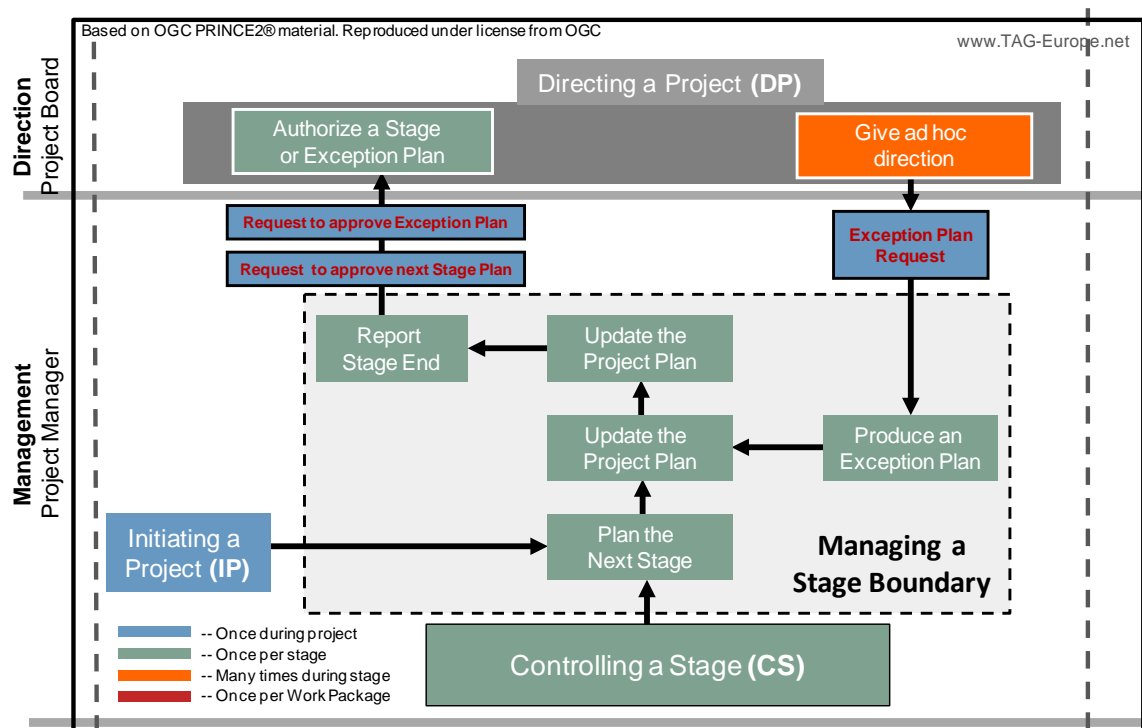 Based on OGC PRINCE2® material. Reproduced under license from OGC
www.TAG-Europe.net
Direction
Project Board
Directing a Project (DP)
Authorize a Stage
or Exception Plan
Give ad hoc
direction
Request to approve Exception Plan
Request to approve next Stage Plan
Exception Plan
Request
Management
Project Manager
Report
Stage End
Update the
Project Plan
Update the
Project Plan
Produce an
Exception Plan
Initiating a
Project (IP)
Plan the
Next Stage
Managing a
Stage Boundary
Controlling a Stage (CS)
-- Once during project
-- Once per stage
-- Many times during stage
-- Once per Work Package